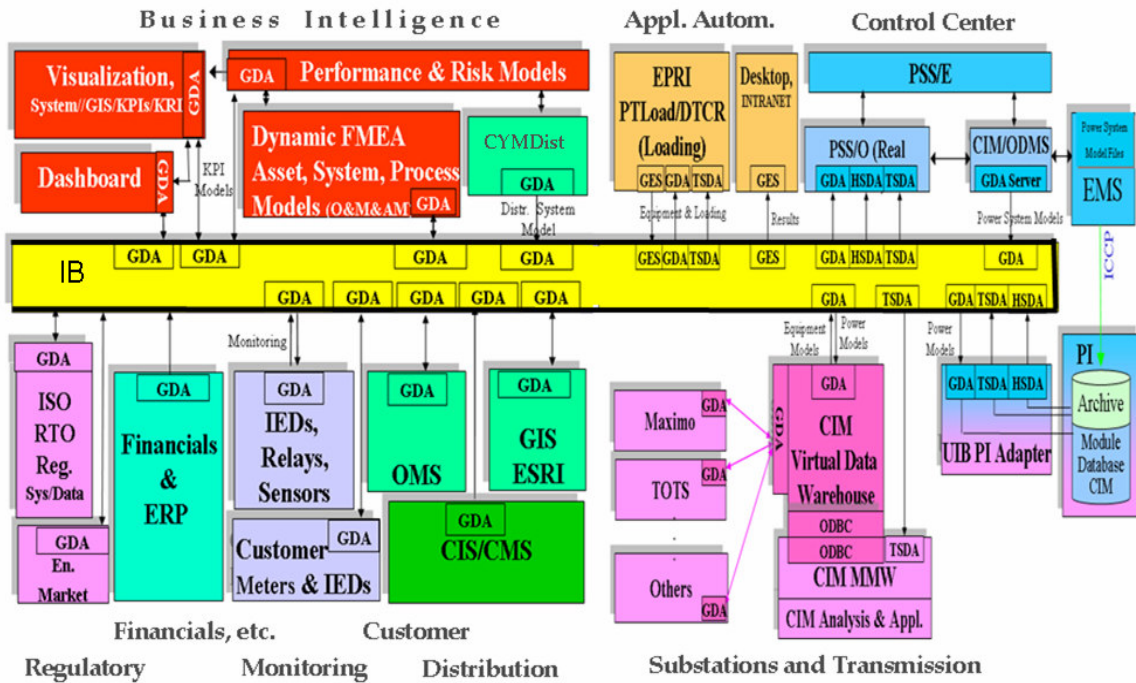 Business Intelligence
Appl. Autom.
Control Center
Visualization,
System//GIS/KPIs/KRI
GDA
GDA
Performance & Risk Models
EPRI
PTLoad/DTCR
(Loading)
GES
GDA
TSDA
Desktop,
INTRANET
GES
PSS/E
Dynamic FMEA
Asset, System, Process
Models (O&M&AM)
GDA
CYMDist
GDA
PSS/O (Real
GDA
HSDA
TSDA
CIM/ODMS
GDA Server
Power System
Model Files
EMS
Dashboard
GDA
KPI
Models
Distr. System
Model
Equipment & Loading
Results
Power System Models
ICCP
IB
GDA
GDA
GDA
GDA
GES
GDA
TSDA
GES
GDA
HSDA
TSDA
GDA
GDA
GDA
GDA
GDA
GDA
GDA
TSDA
GDA
TSDA
HSDA
Monitoring
Equipment
Models
Power
Models
Power
Models
GDA
ISO
RTO
Reg.
Sys/Data
GDA
Financials
&
ERP
GDA
IEDs,
Relays,
Sensors
GDA
OMS
GDA
GIS
ESRI
Maximo
GDA
TOTS
GDA
.
.
Others
GDA
GDA
GDA
CIM
Virtual Data
Warehouse
ODBC
ODBC
TSDA
CIM MMW
CIM Analysis & Appl.
GDA
TSDA
HSDA
UIB PI Adapter
PI
Archive
Module
Database
CIM
GDA
En.
Market
GDA
Customer
Meters & IEDs
GDA
CIS/CMS
Financials, etc.
Customer
Regulatory
Monitoring
Distribution
Substations and Transmission